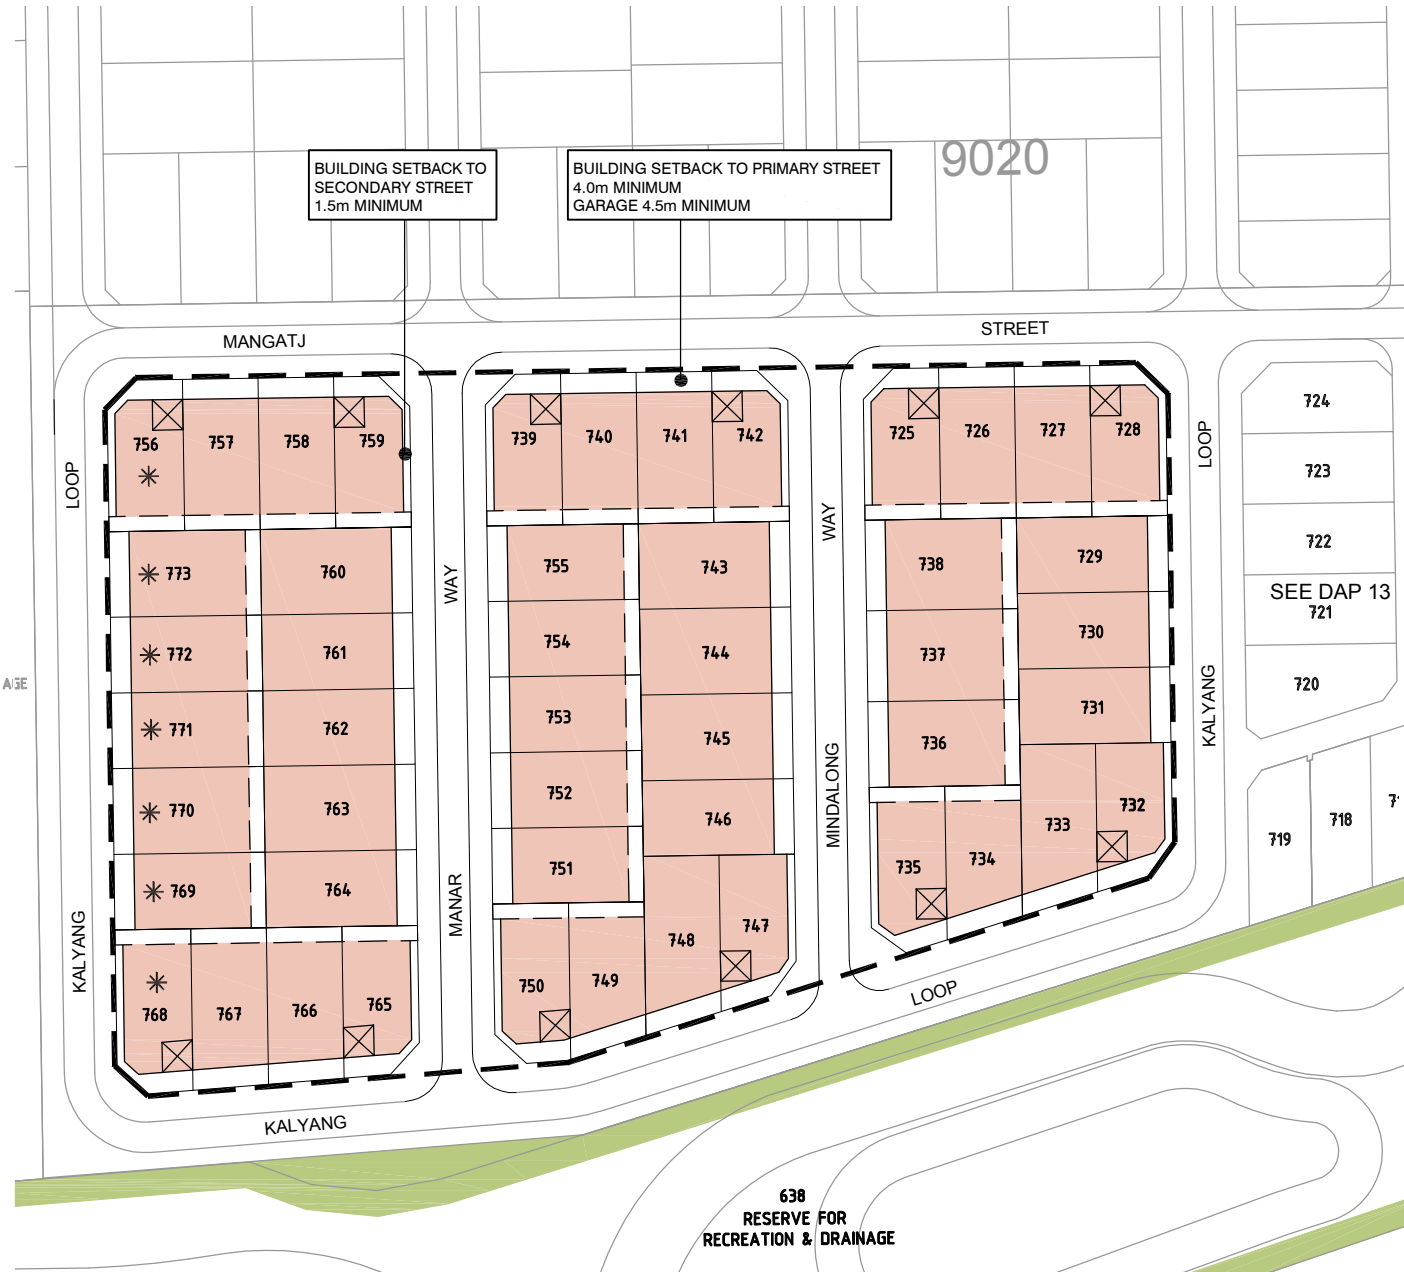 9020
BUILDING SETBACK TO
SECONDARY STREET
1.5m MINIMUM
BUILDING SETBACK TO PRIMARY STREET
4.0m MINIMUM
GARAGE 4.5m MINIMUM
MANGATJ
STREET
756
757
758
759
739
740
741
742
725
726
727
728
724
LOOP
WAY
LOOP
723
773
760
WAY
755
743
738
729
722
SEE DAP 13
721
772
761
754
744
737
730
720
771
762
753
745
736
731
KALYANG
770
763
752
746
MINDALONG
733
732
719
718
769
764
751
735
734
KALYANG
MANAR
768
767
766
765
750
749
748
747
LOOP
KALYANG
638
RESERVE FOR
RECREATION & DRAINAGE